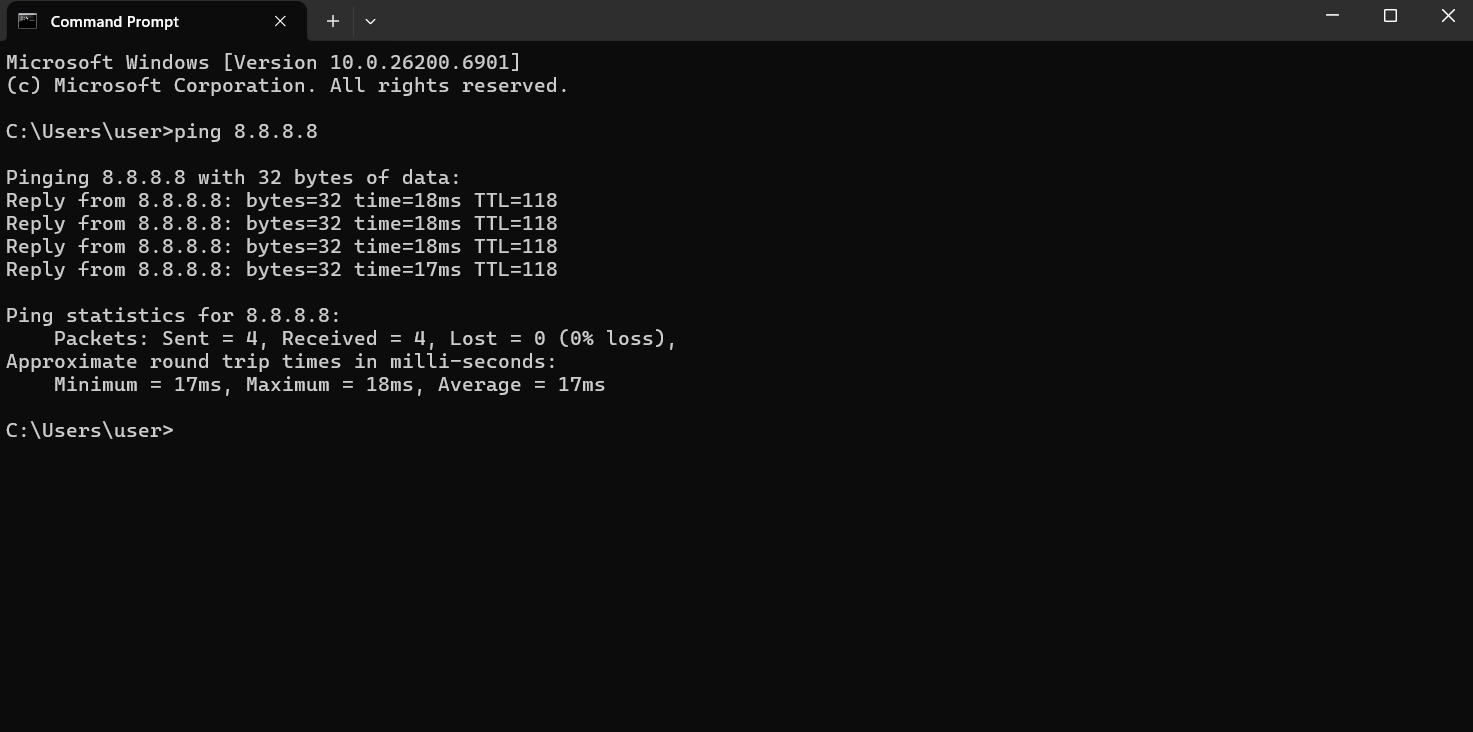 Command Prompt
Microsoft Windows [Version 10.0.26200.6901]
(c) Microsoft Corporation. All rights reserved.
C:\Users\user>ping 8.8.8.8
Pinging 8.8.8.8 with 32 bytes of data:
Reply from 8.8.8.8: bytes=32 time=18ms TTL=118
Reply from 8.8.8.8: bytes=32 time=18ms TTL=118
Reply from 8.8.8.8: bytes=32 time=18ms TTL=118
Reply from 8.8.8.8: bytes=32 time=17ms TTL=118
Ping statistics for 8.8.8.8:
    Packets: Sent = 4, Received = 4, Lost = 0 (0% loss),
Approximate round trip times in milli-seconds:
    Minimum = 17ms, Maximum = 18ms, Average = 17ms
C:\Users\user>